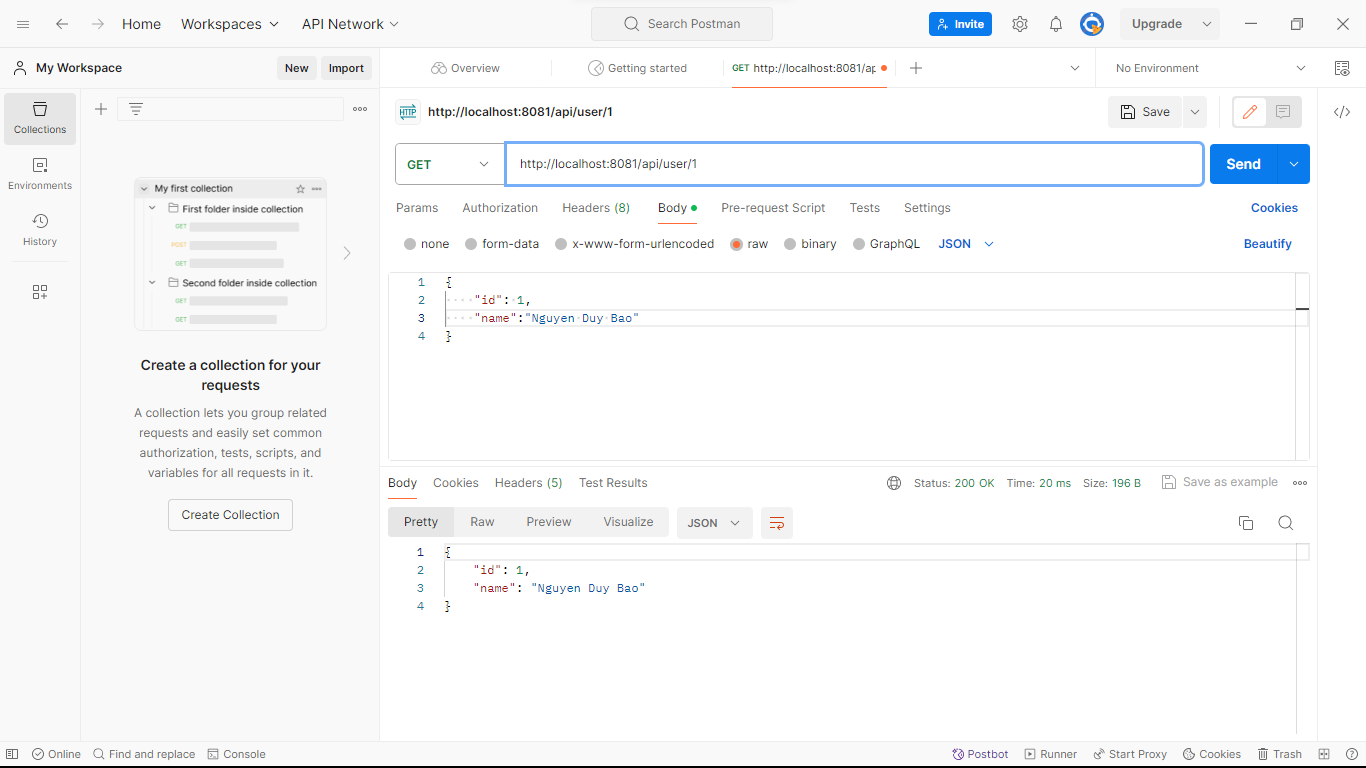 Home Workspaces API Network Search Postman Invite Upgrade
My Workspace New Import Overview Getting started GET http://localhost:8081/ap No Environment
Collections
Environments
History
My first collection
First folder inside collection
GET
POST
GET
Second folder inside collection
GET
GET
Create a collection for your
requests
A collection lets you group related
requests and easily set common
authorization, tests, scripts, and
variables for all requests in it.
Create Collection
HTTP http://localhost:8081/api/user/1 Save
GET http://localhost:8081/api/user/1 Send
Params Authorization Headers (8) Body Pre-request Script Tests Settings Cookies
none form-data x-www-form-urlencoded raw binary GraphQL JSON Beautify
1 {
2 "id": 1,
3 "name":"Nguyen Duy Bao"
4 }
Body Cookies Headers (5) Test Results Status: 200 OK Time: 20 ms Size: 196 B Save as example
Pretty Raw Preview Visualize JSON
1 {
2 "id": 1,
3 "name": "Nguyen Duy Bao"
4 }
Online Find and replace Console Postbot Runner Start Proxy Cookies Trash